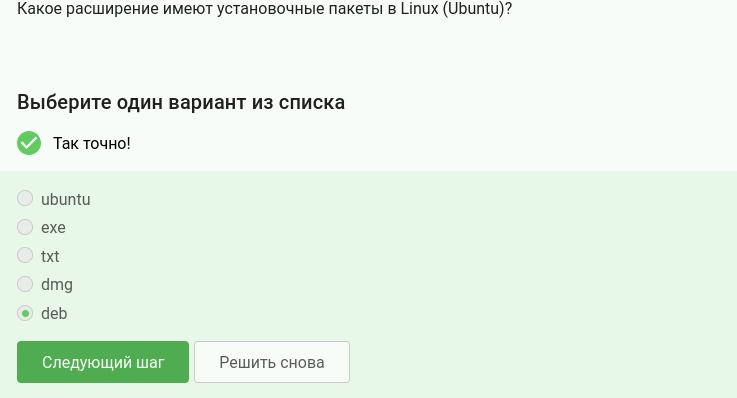 Какое расширение имеют установочные пакеты в Linux (Ubuntu)?
Выберите один вариант из списка
Так точно!
ubuntu
exe
txt
dmg
deb
Следующий шаг
Решить снова